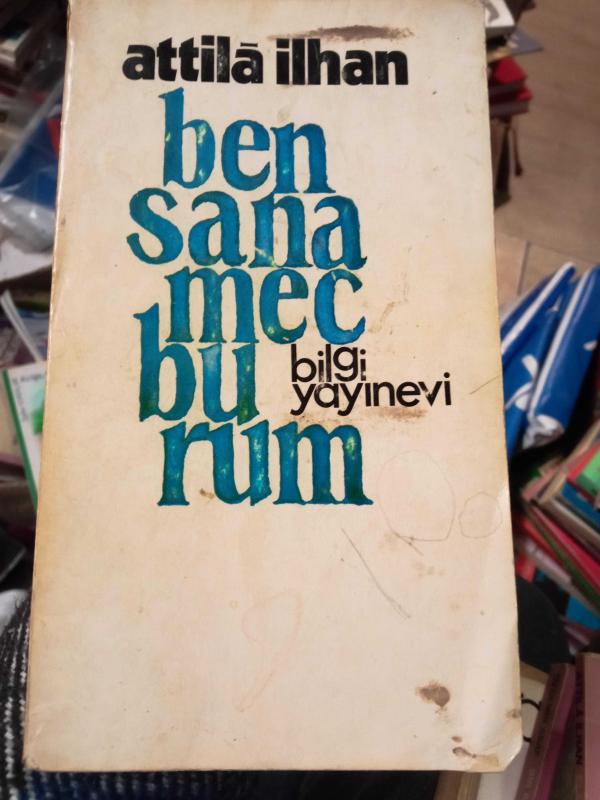 attilâ ilhan
ben
sana
mec
bu
rum
bilgi
yayınevi